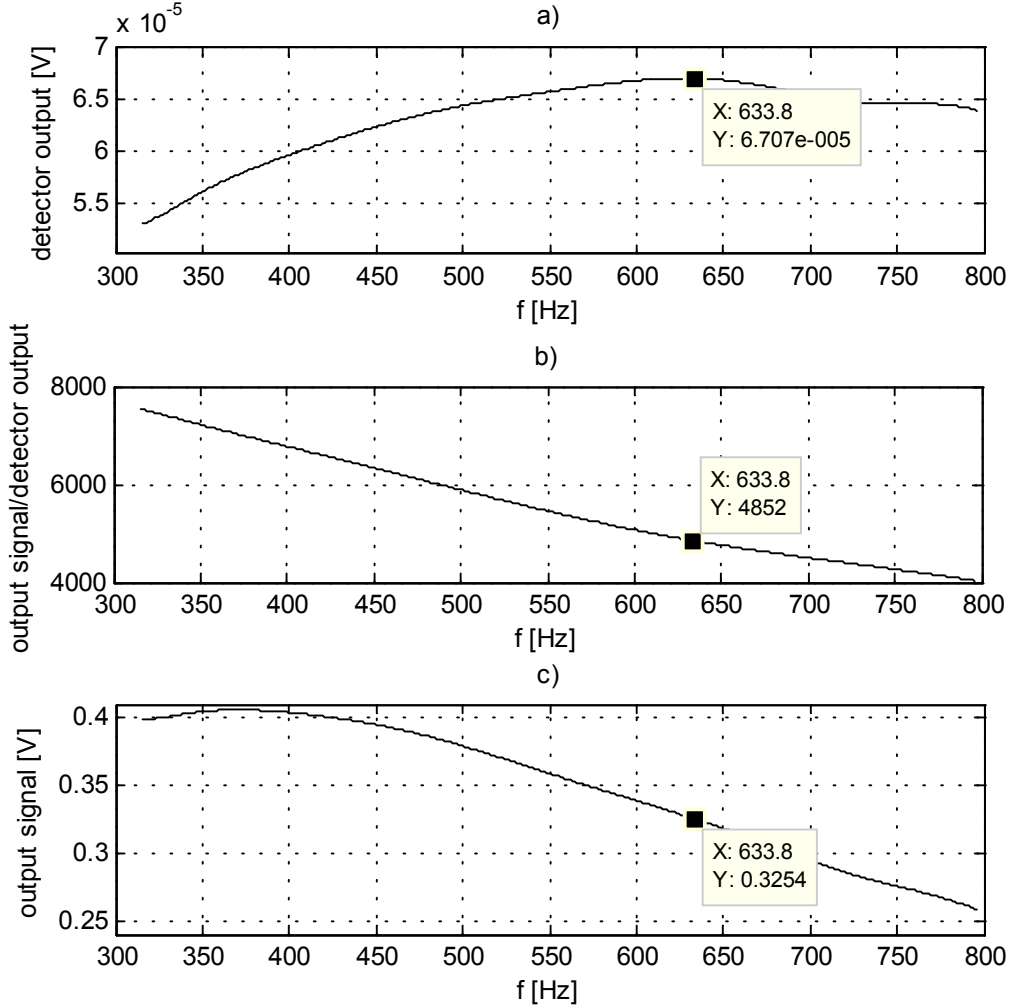 a)
x 10-5
detector output [V]
7
6.5
6
5.5
X: 633.8
Y: 6.707e-005
300 350 400 450 500 550 600 650 700 750 800
f [Hz]
b)
output signal/detector output
8000
6000
4000
X: 633.8
Y: 4852
300 350 400 450 500 550 600 650 700 750 800
f [Hz]
c)
output signal [V]
0.4
0.35
0.3
0.25
X: 633.8
Y: 0.3254
300 350 400 450 500 550 600 650 700 750 800
f [Hz]